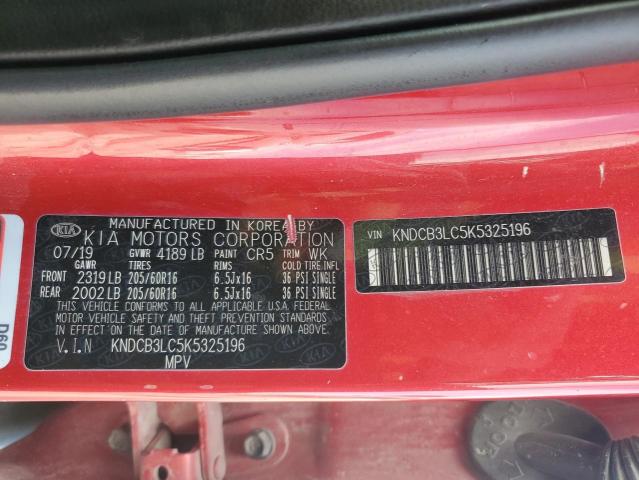 MANUFACTURED IN KOREA BY
KIA KIA MOTORS CORPORATION
07/19 GVWR 4189 LB PAINT CR5 TRIM WK
GAWR TIRES RIMS COLD TIRE INFL
FRONT 2319 LB 205/60R16 6.5Jx16 36 PSI SINGLE
REAR 2002 LB 205/60R16 6.5Jx16 36 PSI SINGLE
THIS VEHICLE CONFORMS TO ALL APPLICABLE U.S.A FEDERAL
MOTOR VEHICLE SAFETY AND THEFT PREVENTION STANDARDS
IN EFFECT ON THE DATE OF MANUFACTURE SHOWN ABOVE.
V.I.N KNDCB3LC5K5325196
MPV
VIN KNDCB3LC5K5325196
D60